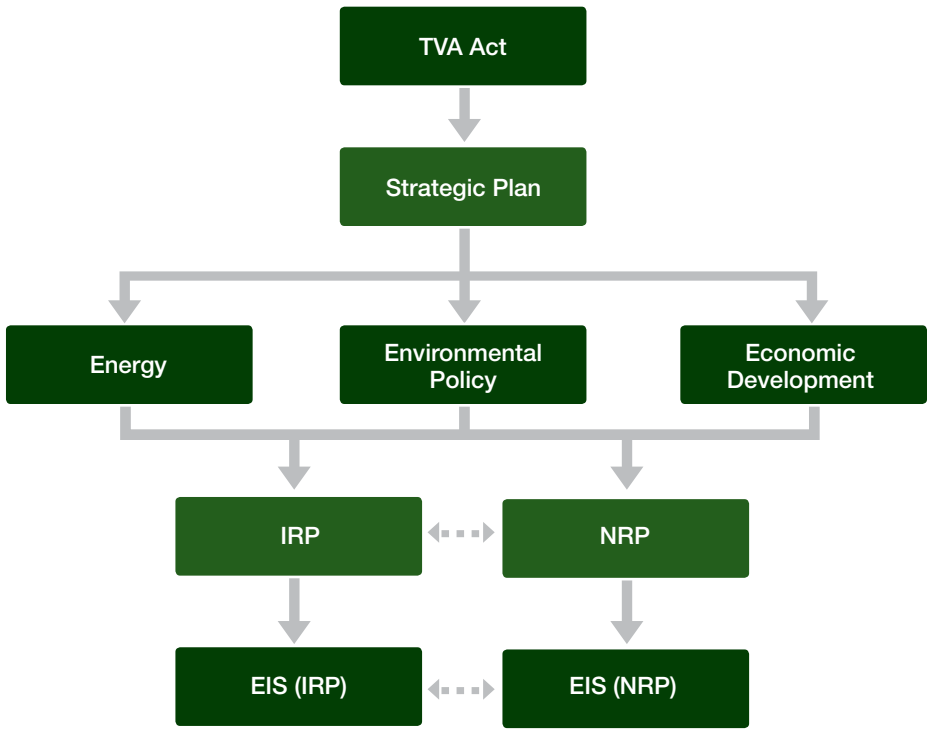 TVA Act
Strategic Plan
Energy
Environmental
Policy
Economic
Development
IRP
NRP
EIS (IRP)
EIS (NRP)